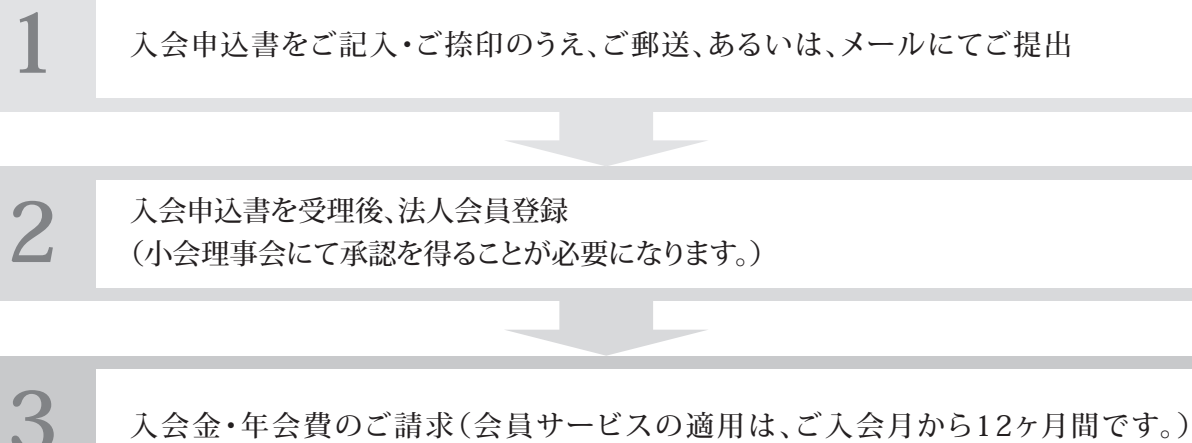 1
入会申込書をご記入・ご捺印のうえ、ご郵送、あるいは、メールにてご提出
2
入会申込書を受理後、法人会員登録
（小会理事会にて承認を得ることが必要になります。）
3
入会金・年会費のご請求（会員サービスの適用は、ご入会月から12ヶ月間です。）